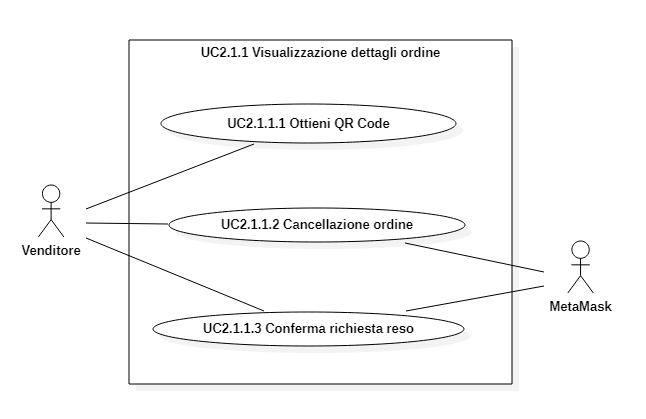 UC2.1.1 Visualizzazione dettagli ordine
UC2.1.1.1 Ottieni QR Code
UC2.1.1.2 Cancellazione ordine
Venditore
MetaMask
UC2.1.1.3 Conferma richiesta reso